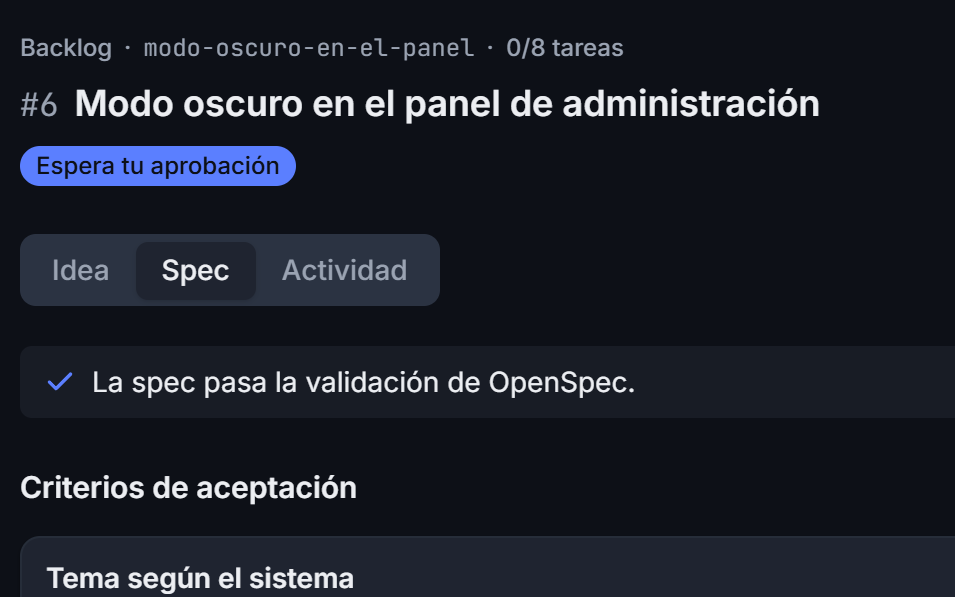 Backlog · modo-oscuro-en-el-panel · 0/8 tareas
#6 Modo oscuro en el panel de administración
Espera tu aprobación
Idea Spec Actividad
La spec pasa la validación de OpenSpec.
Criterios de aceptación
Tema según el sistema